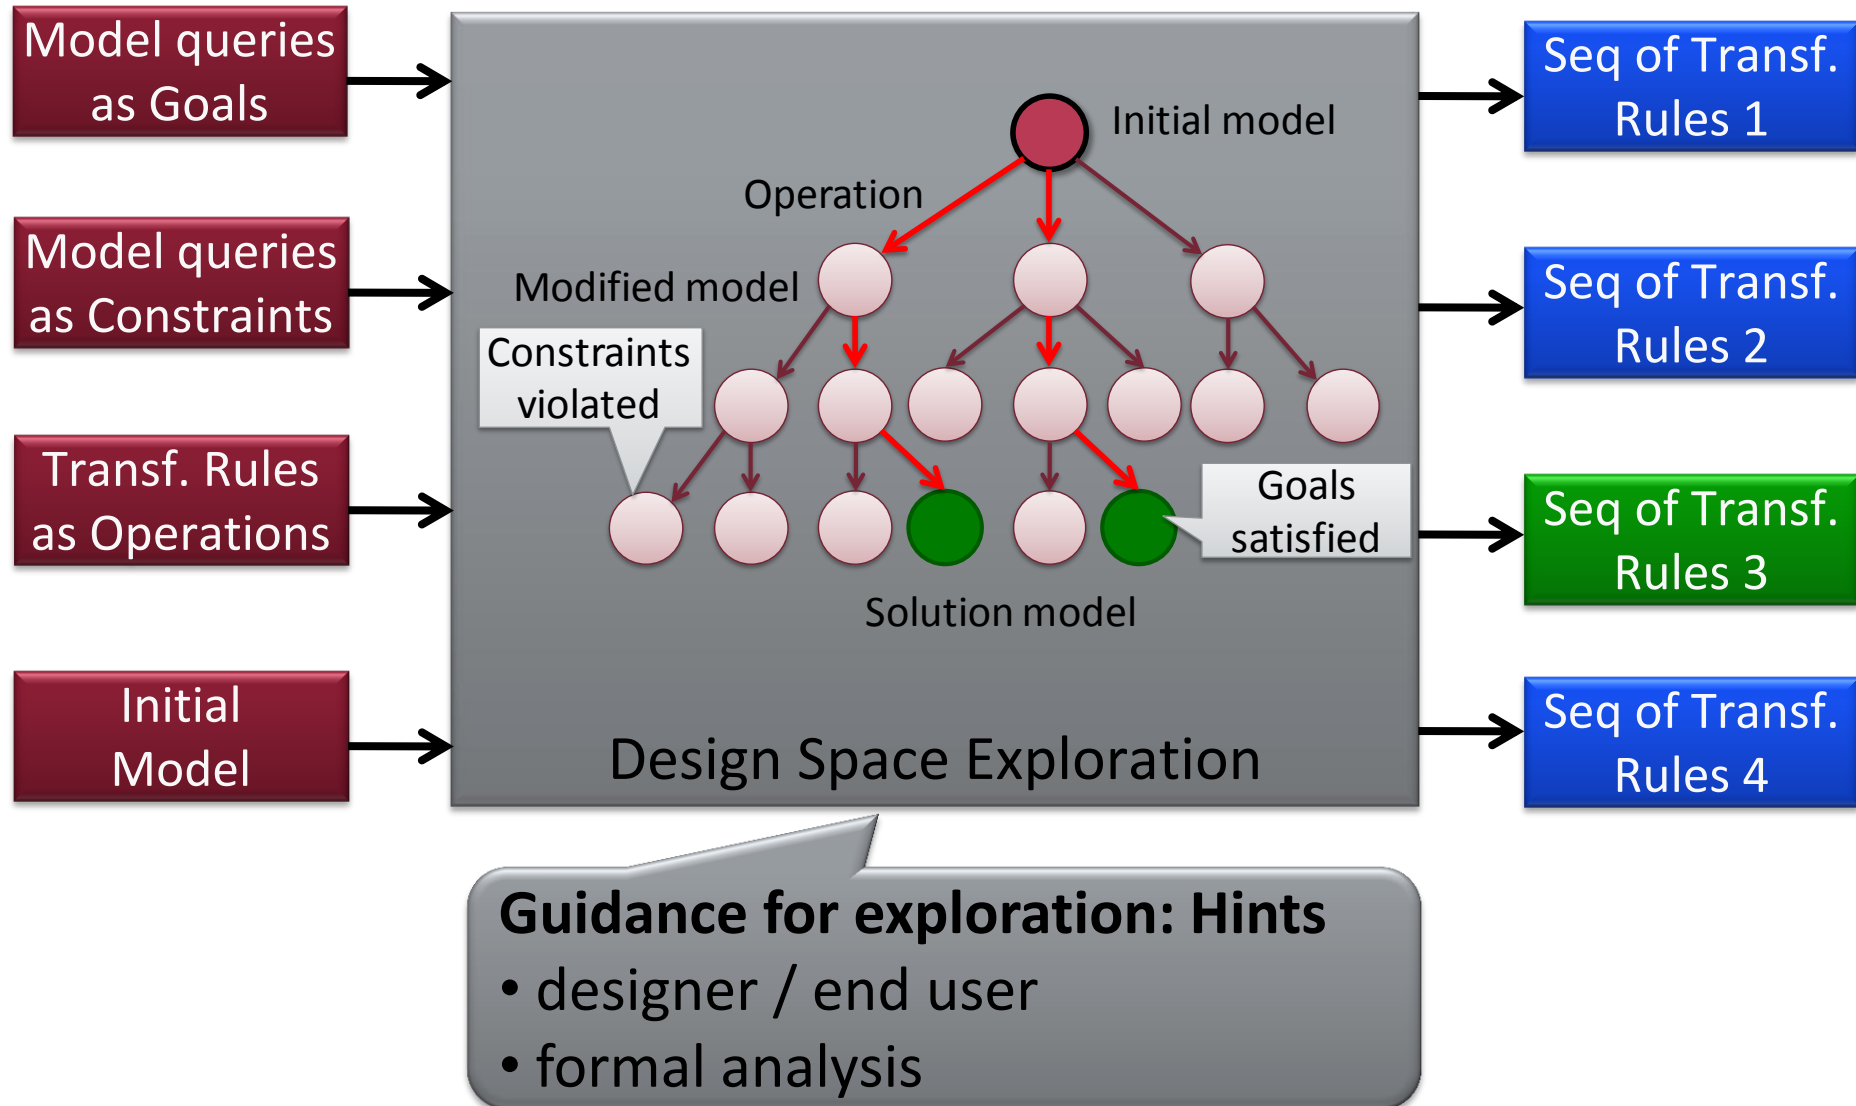 Model queries
as Goals
Model queries
as Constraints
Transf. Rules
as Operations
Initial
Model
Initial model
Operation
Modified model
Constraints
violated
Goals
satisfied
Solution model
Design Space Exploration
Guidance for exploration: Hints
• designer / end user
• formal analysis
Seq of Transf.
Rules 1
Seq of Transf.
Rules 2
Seq of Transf.
Rules 3
Seq of Transf.
Rules 4